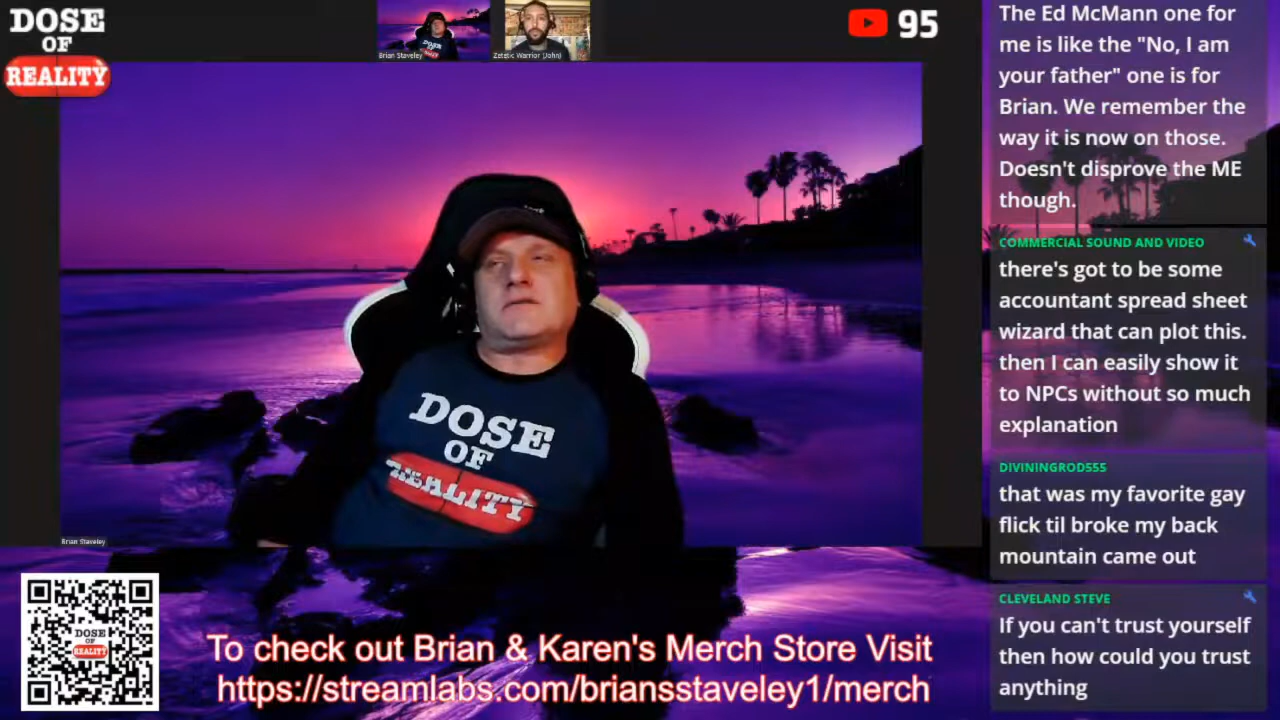 DOSE
OF
REALITY
Brian Staveley
Zetetic Warrior (John)
95
DOSE
OF
REALITY
Brian Staveley
DOSE
OF
REALITY
To check out Brian & Karen's Merch Store Visit
https://streamlabs.com/briansstaveley1/merch
The Ed McMann one for
me is like the "No, I am
your father" one is for
Brian. We remember the
way it is now on those.
Doesn't disprove the ME
though.
COMMERCIAL SOUND AND VIDEO
there's got to be some
accountant spread sheet
wizard that can plot this.
then I can easily show it
to NPCs without so much
explanation
DIVININGROD555
that was my favorite gay
flick til broke my back
mountain came out
CLEVELAND STEVE
If you can't trust yourself
then how could you trust
anything